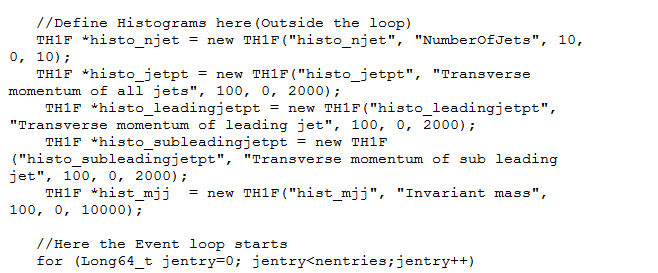 //Define Histograms here(Outside the loop)
TH1F *histo_njet = new TH1F("histo_njet", "NumberOfJets", 10,
0, 10);
TH1F *histo_jetpt = new TH1F("histo_jetpt", "Transverse
momentum of all jets", 100, 0, 2000);
TH1F *histo_leadingjetpt = new TH1F("histo_leadingjetpt",
"Transverse momentum of leading jet", 100, 0, 2000);
TH1F *histo_subleadingjetpt = new TH1F
("histo_subleadingjetpt", "Transverse momentum of sub leading
jet", 100, 0, 2000);
TH1F *hist_mjj  = new TH1F("hist_mjj", "Invariant mass",
100, 0, 10000);
//Here the Event loop starts
for (Long64_t jentry=0; jentry<nentries;jentry++)